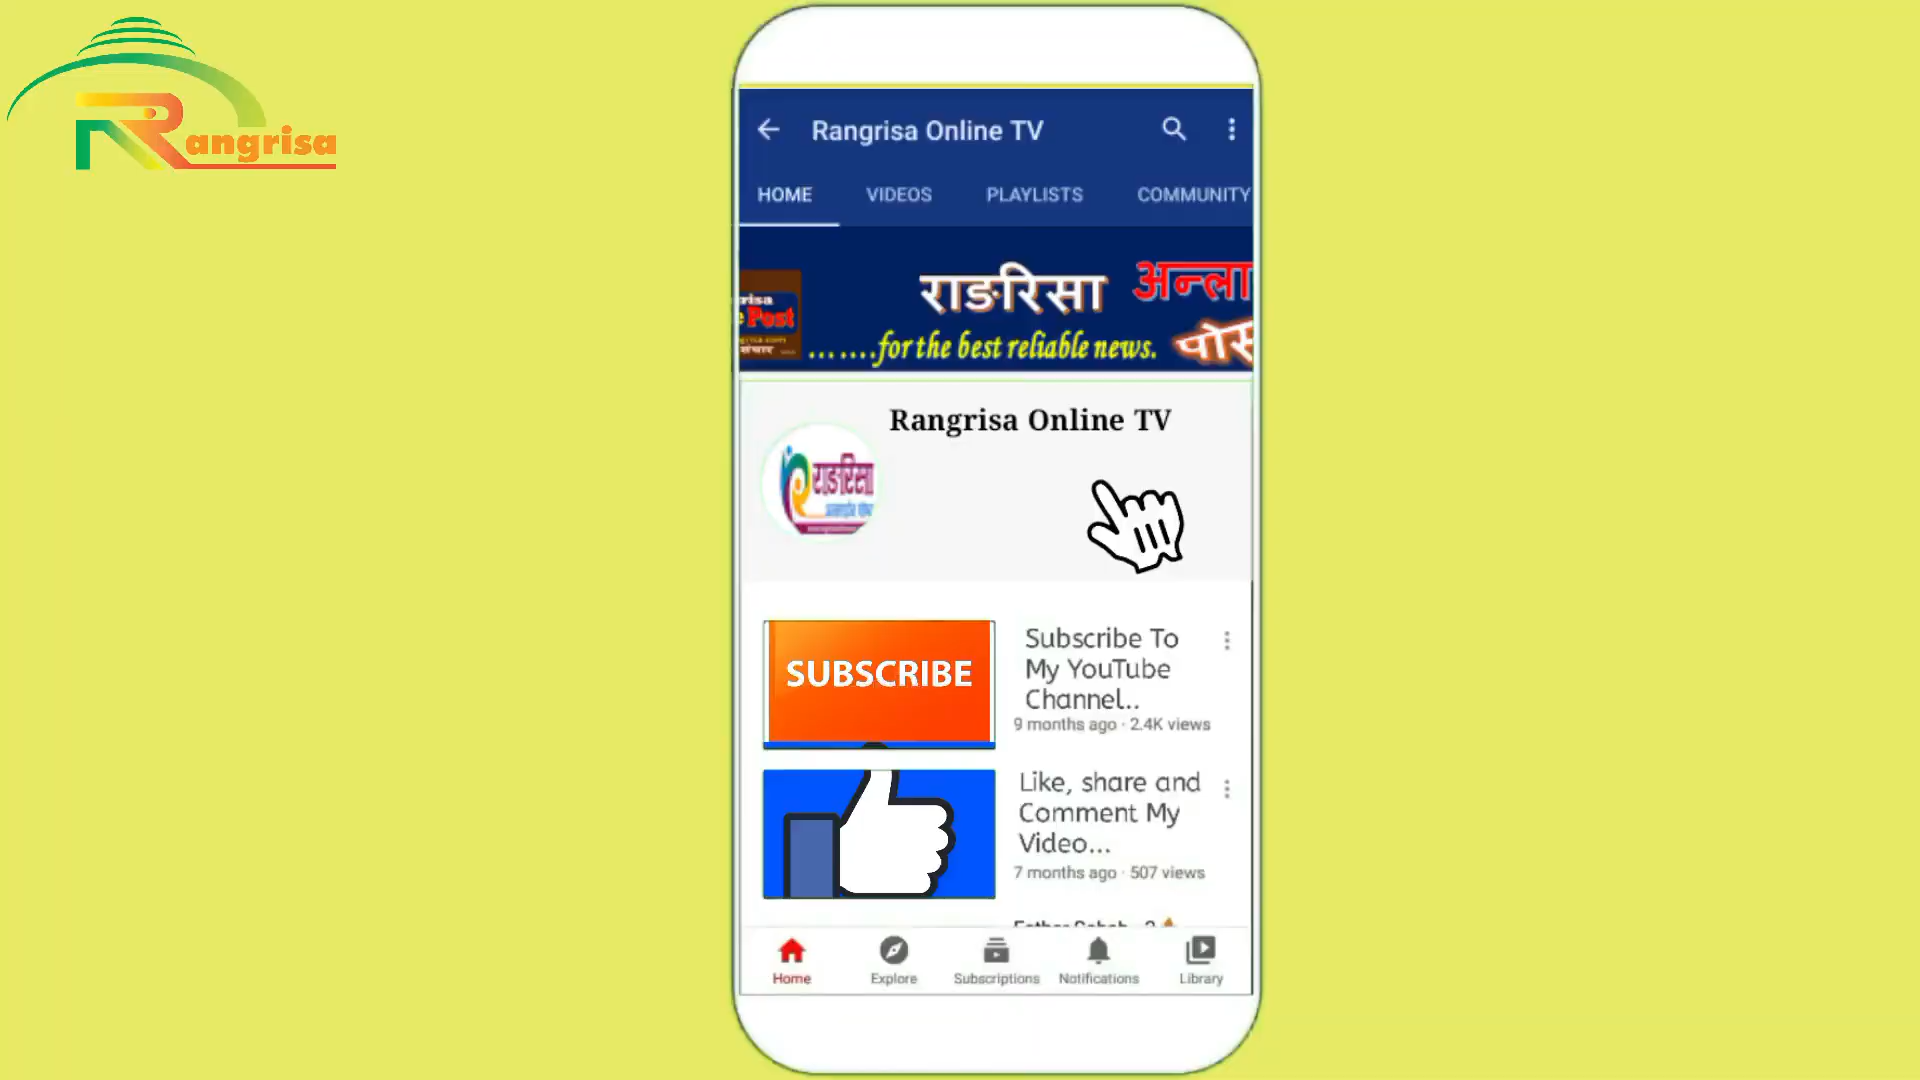 Rangrisa
Rangrisa Online TV
HOME VIDEOS PLAYLISTS COMMUNITY
राङरिसा अन्ला
risa
Post
.......for the best reliable news.
पोस
Rangrisa Online TV
राङरिसा
SUBSCRIBE
Subscribe To
My YouTube
Channel..
9 months ago · 2.4K views
Like, share and
Comment My
Video...
7 months ago · 507 views
Home Explore Subscriptions Notifications Library